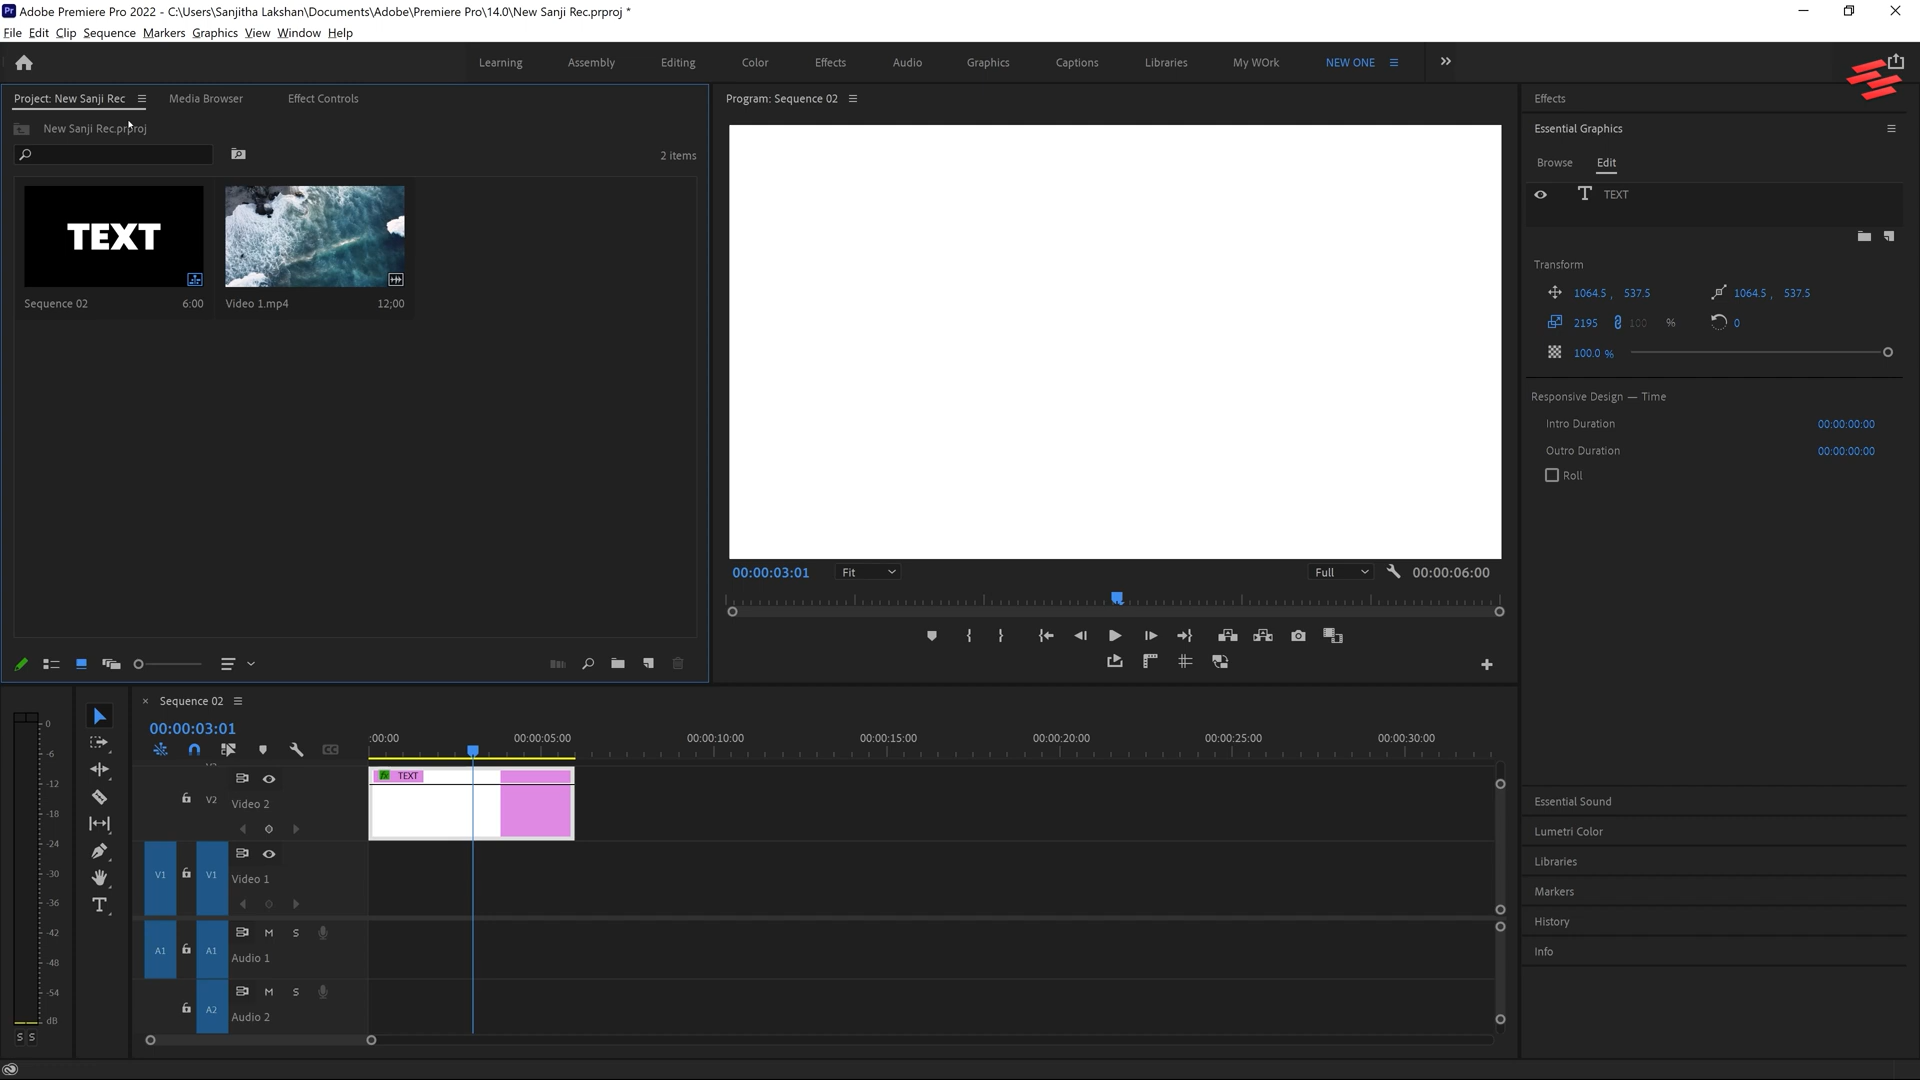 Pr Adobe Premiere Pro 2022 - C:\Users\Sanjitha Lakshan\Documents\Adobe\Premiere Pro\14.0\New Sanji Rec.prproj *
File Edit Clip Sequence Markers Graphics View Window Help
Learning Assembly Editing Color Effects Audio Graphics Captions Libraries My WOrk NEW ONE
Project: New Sanji Rec Media Browser Effect Controls
New Sanji Rec.prproj
2 items
TEXT
Sequence 02 6:00
Video 1.mp4 12;00
Program: Sequence 02
00:00:03:01 Fit Full 00:00:06:00
Effects
Essential Graphics
Browse Edit
T TEXT
Transform
1064.5 , 537.5 1064.5 , 537.5
2195 100 % 0
100.0 %
Responsive Design — Time
Intro Duration 00:00:00:00
Outro Duration 00:00:00:00
Roll
Essential Sound
Lumetri Color
Libraries
Markers
History
Info
× Sequence 02
00:00:03:01
:00:00 00:00:05:00 00:00:10:00 00:00:15:00 00:00:20:00 00:00:25:00 00:00:30:00
CC
fx TEXT
V2 Video 2
V1 V1 Video 1
M S
A1 A1 Audio 1
M S
A2 Audio 2
0
-6
-12
-18
-24
-30
-36
-42
-48
-54
dB
S S